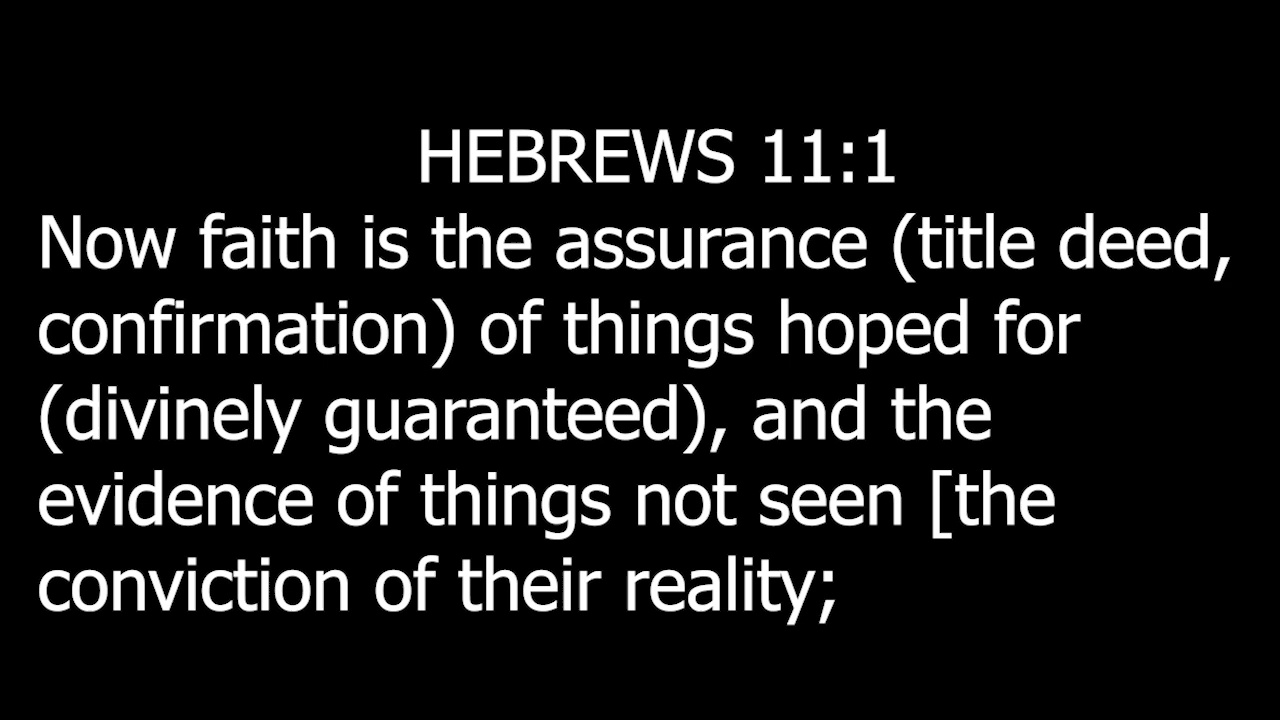 HEBREWS 11:1
Now faith is the assurance (title deed,
confirmation) of things hoped for
(divinely guaranteed), and the
evidence of things not seen [the
conviction of their reality;